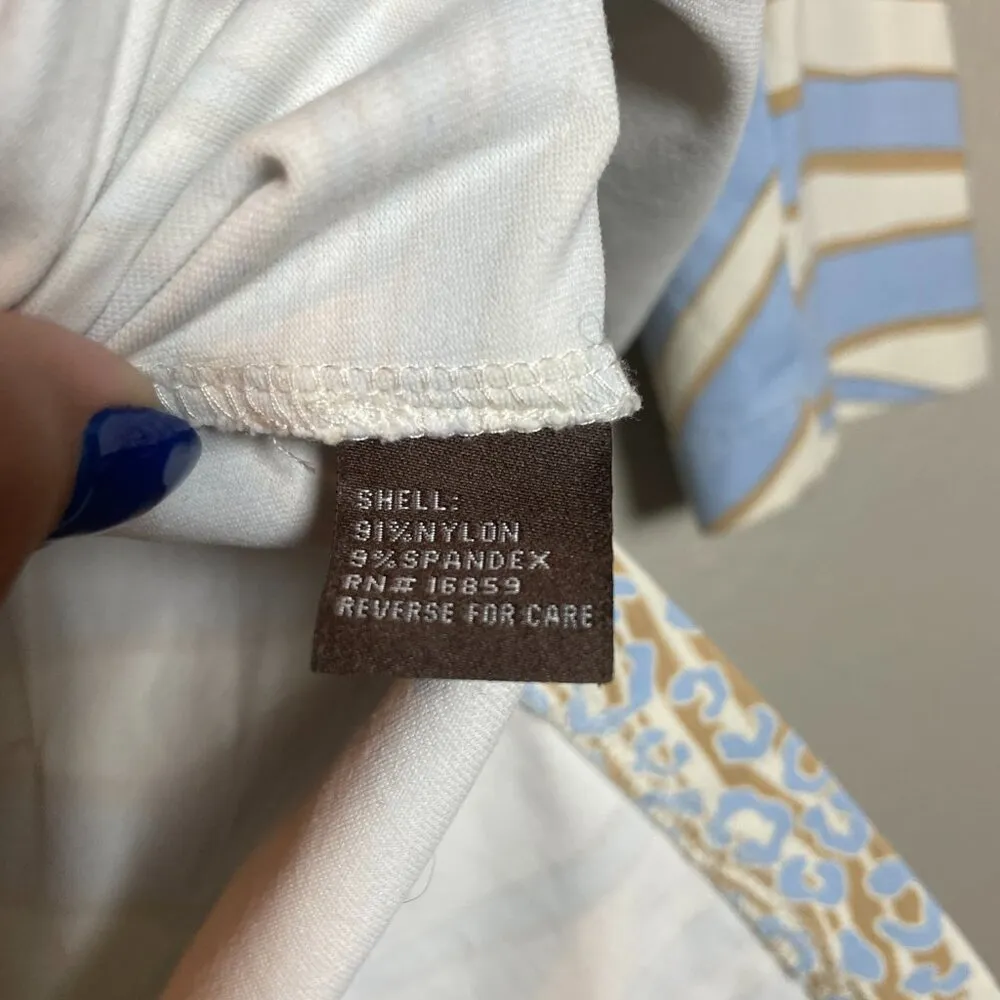 SHELL:
91%NYLON
9%SPANDEX
RN# 16859
REVERSE FOR CARE